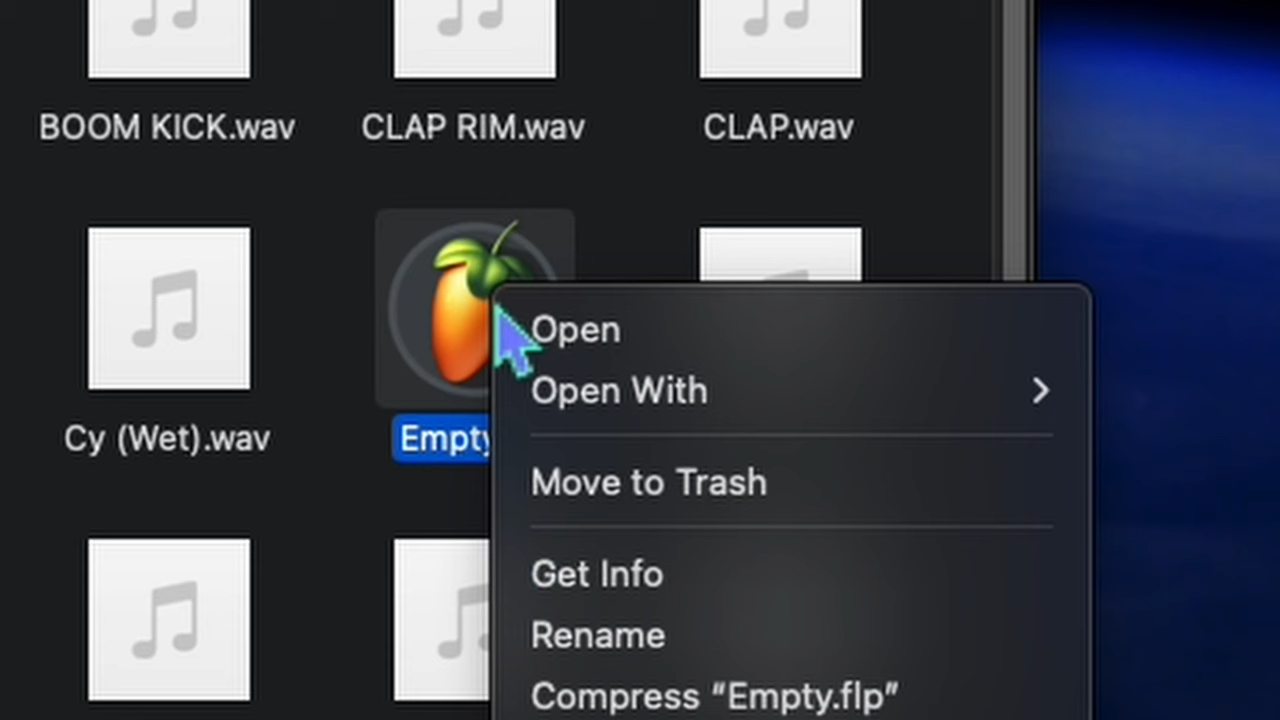 BOOM KICK.wav
CLAP RIM.wav
CLAP.wav
Cy (Wet).wav
Empty
Open
Open With
Move to Trash
Get Info
Rename
Compress “Empty.flp”